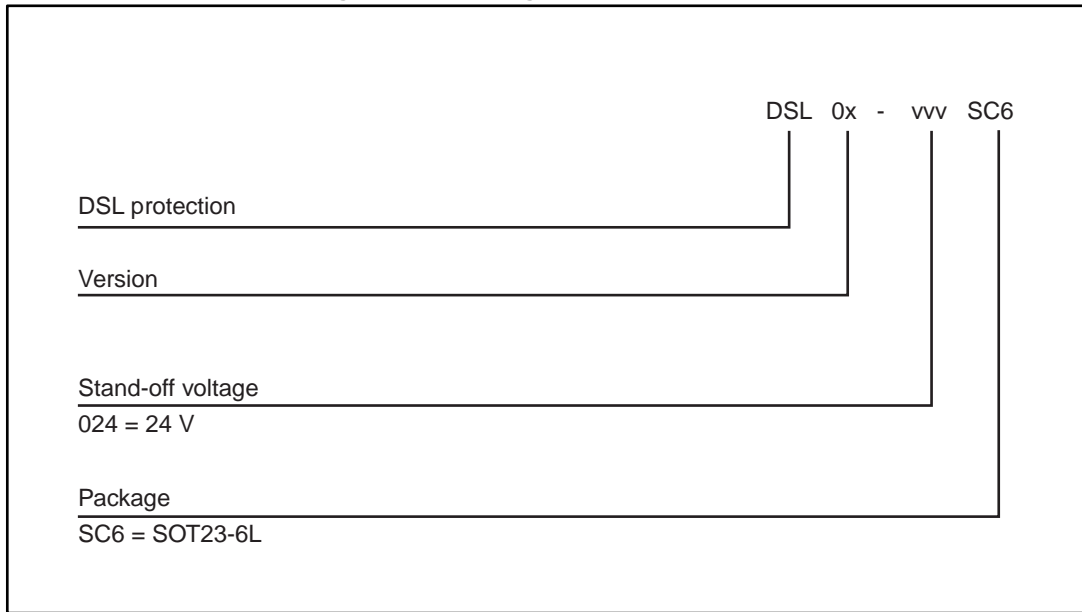 DSL 0x - vvv SC6
DSL protection
Version
Stand-off voltage
024 = 24 V
Package
SC6 = SOT23-6L